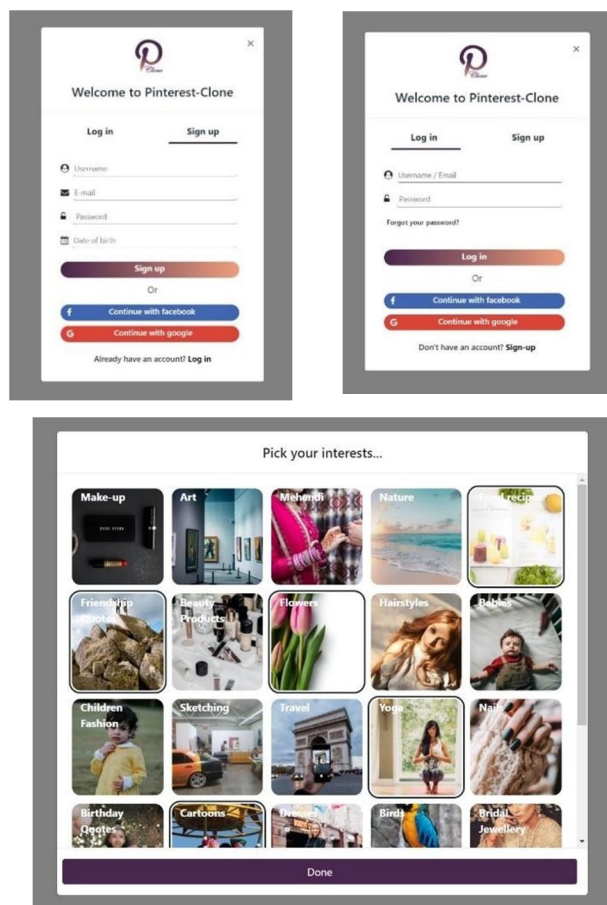 Clone
Welcome to Pinterest-Clone
Log in
Sign up
Username
E-mail
Password
Date of birth
Sign up
Or
Continue with facebook
Continue with google
Already have an account? Log in
Clone
Welcome to Pinterest-Clone
Log in
Sign up
Username / Email
Password
Forgot your password?
Log in
Or
Continue with facebook
Continue with google
Don't have an account? Sign-up
Pick your interests...
Make-up
Art
Mehendi
Nature
Food recipes
Friendship
Quotes
Beauty
Products
Flowers
Hairstyles
Babies
Children
Fashion
Sketching
Travel
Yoga
Nails
Birthday
Quotes
Cartoons
Dresses
Birds
Bridal
Jewellery
Done